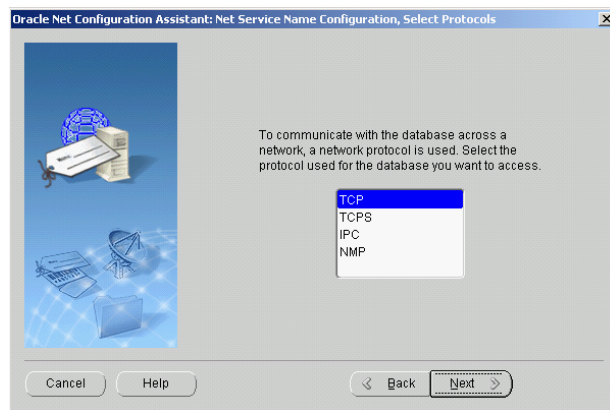 Oracle Net Configuration Assistant: Net Service Name Configuration, Select Protocols
To communicate with the database across a
network, a network protocol is used. Select the
protocol used for the database you want to access.
TCP
TCPS
IPC
NMP
Cancel
Help
Back
Next